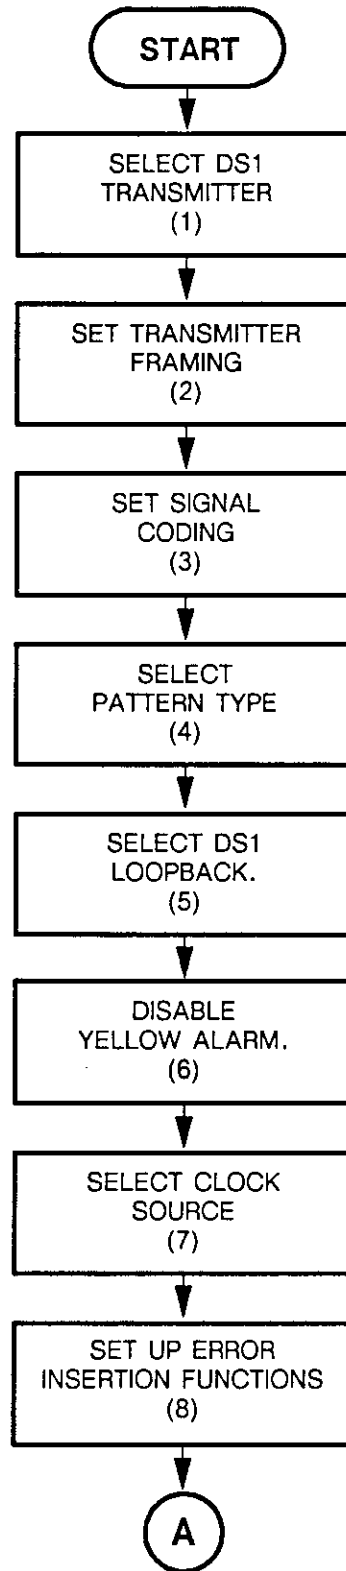 START
SELECT DS1
TRANSMITTER
(1)
SET TRANSMITTER
FRAMING
(2)
SET SIGNAL
CODING
(3)
SELECT
PATTERN TYPE
(4)
SELECT DS1
LOOPBACK.
(5)
DISABLE
YELLOW ALARM.
(6)
SELECT CLOCK
SOURCE
(7)
SET UP ERROR
INSERTION FUNCTIONS
(8)
A